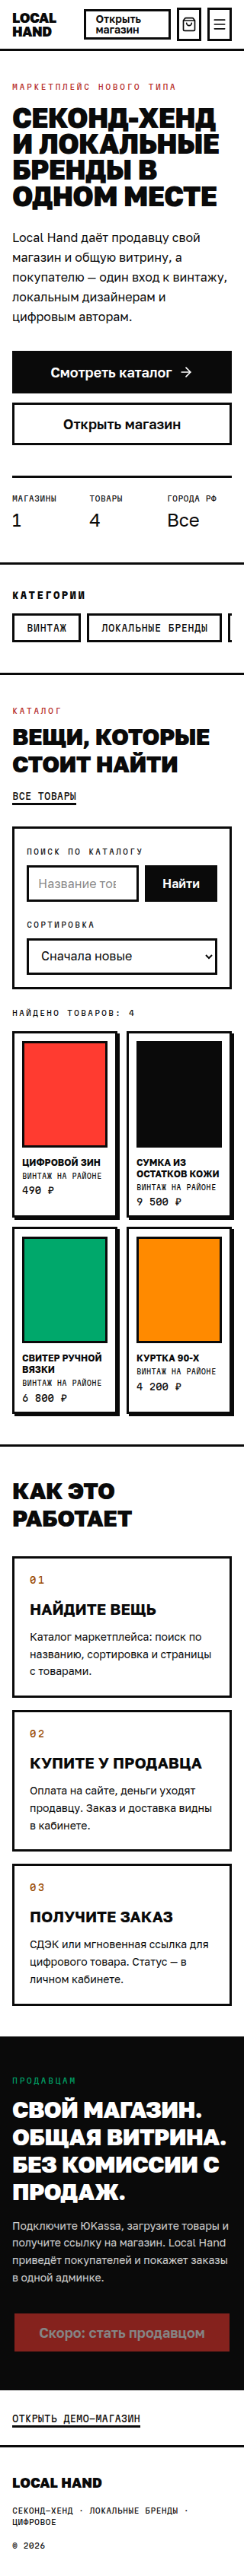 LOCAL
HAND
Открыть
магазин
МАРКЕТПЛЕЙС НОВОГО ТИПА
СЕКОНД-ХЕНД
И ЛОКАЛЬНЫЕ
БРЕНДЫ В
ОДНОМ МЕСТЕ
Local Hand даёт продавцу свой
магазин и общую витрину, а
покупателю — один вход к винтажу,
локальным дизайнерам и
цифровым авторам.
Смотреть каталог →
Открыть магазин
МАГАЗИНЫ ТОВАРЫ ГОРОДА РФ
1 4 Все
КАТЕГОРИИ
ВИНТАЖ ЛОКАЛЬНЫЕ БРЕНДЫ
КАТАЛОГ
ВЕЩИ, КОТОРЫЕ
СТОИТ НАЙТИ
ВСЕ ТОВАРЫ
ПОИСК ПО КАТАЛОГУ
Название тов
Найти
СОРТИРОВКА
Сначала новые
НАЙДЕНО ТОВАРОВ: 4
ЦИФРОВОЙ ЗИН
ВИНТАЖ НА РАЙОНЕ
490 ₽
СУМКА ИЗ
ОСТАТКОВ КОЖИ
ВИНТАЖ НА РАЙОНЕ
9 500 ₽
СВИТЕР РУЧНОЙ
ВЯЗКИ
ВИНТАЖ НА РАЙОНЕ
6 800 ₽
КУРТКА 90-Х
ВИНТАЖ НА РАЙОНЕ
4 200 ₽
КАК ЭТО
РАБОТАЕТ
01
НАЙДИТЕ ВЕЩЬ
Каталог маркетплейса: поиск по
названию, сортировка и страницы
с товарами.
02
КУПИТЕ У ПРОДАВЦА
Оплата на сайте, деньги уходят
продавцу. Заказ и доставка видны
в кабинете.
03
ПОЛУЧИТЕ ЗАКАЗ
СДЭК или мгновенная ссылка для
цифрового товара. Статус — в
личном кабинете.
ПРОДАВЦАМ
СВОЙ МАГАЗИН.
ОБЩАЯ ВИТРИНА.
БЕЗ КОМИССИИ С
ПРОДАЖ.
Подключите ЮKassa, загрузите товары и
получите ссылку на магазин. Local Hand
приведёт покупателей и покажет заказы
в одной админке.
Скоро: стать продавцом
ОТКРЫТЬ ДЕМО-МАГАЗИН
LOCAL HAND
СЕКОНД-ХЕНД · ЛОКАЛЬНЫЕ БРЕНДЫ ·
ЦИФРОВОЕ
© 2026